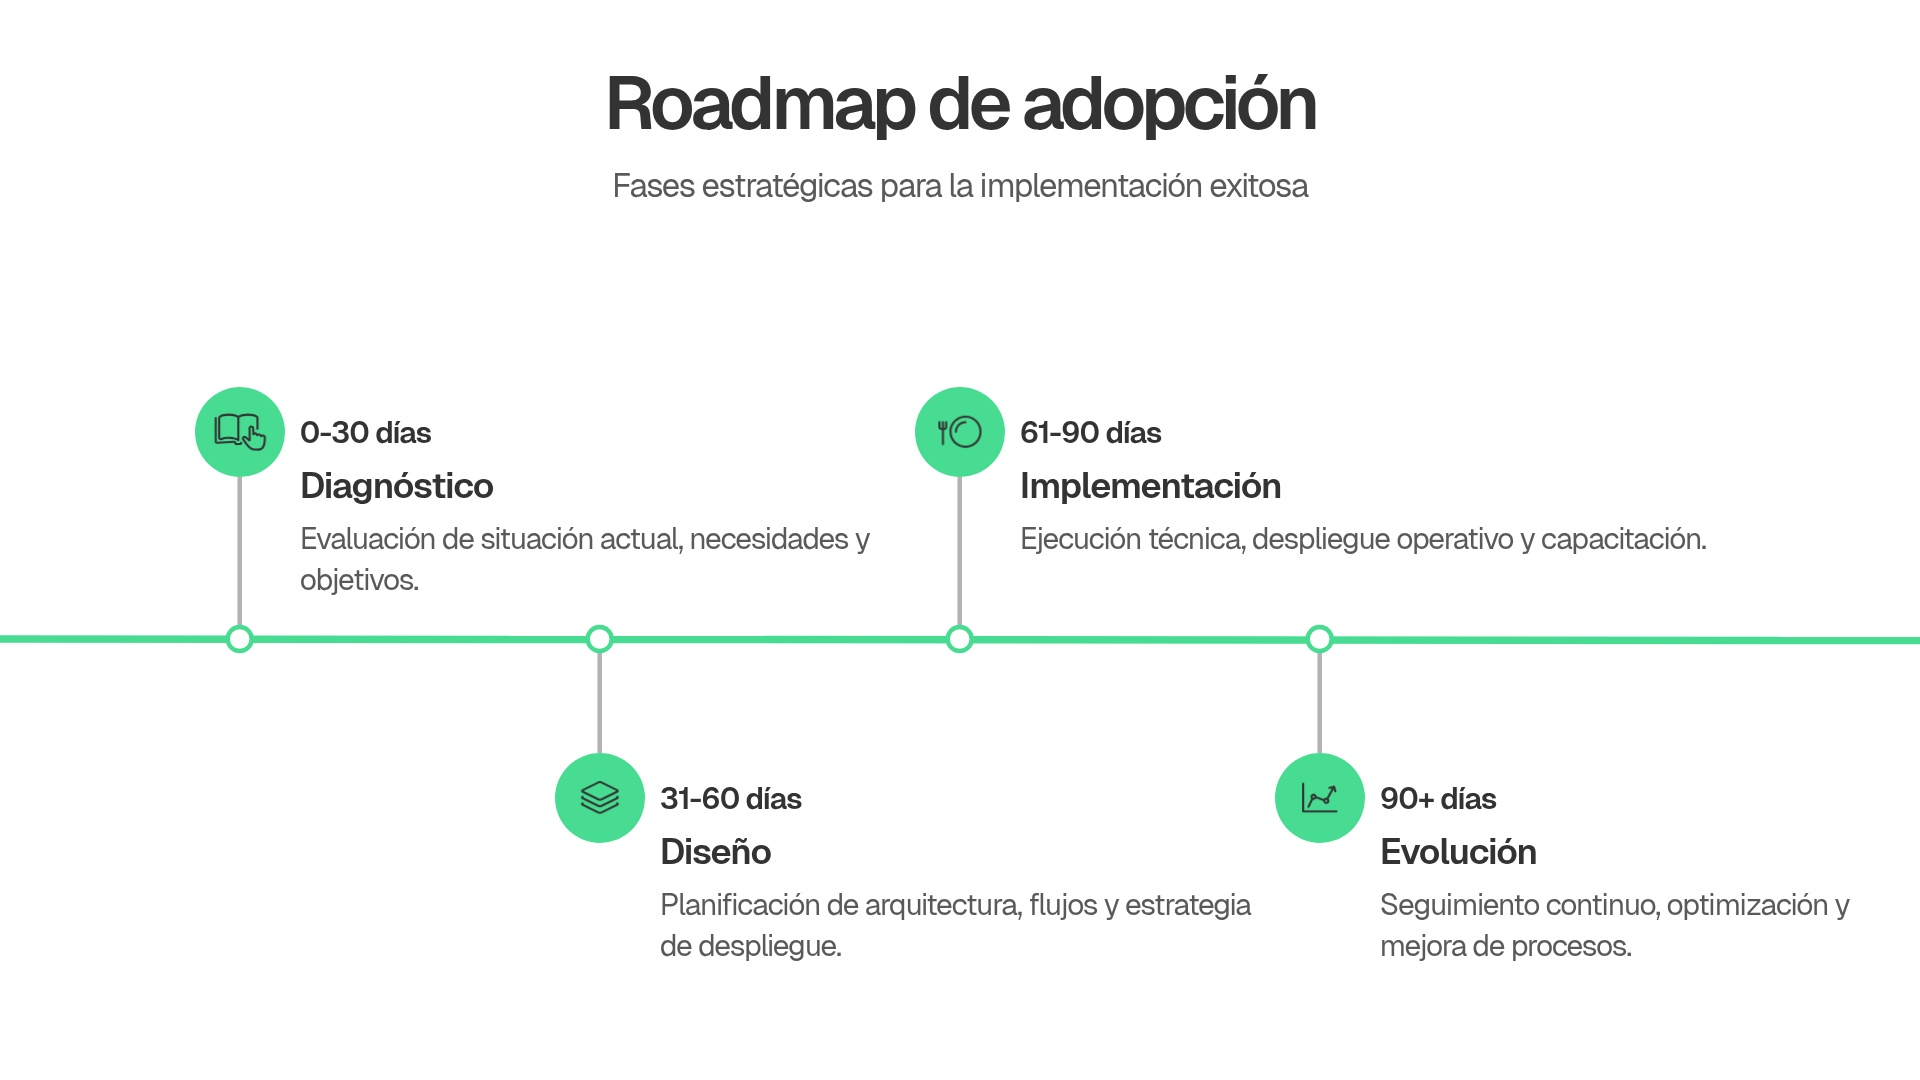 Roadmap de adopción
Fases estratégicas para la implementación exitosa
0-30 días
Diagnóstico
Evaluación de situación actual, necesidades y
objetivos.
61-90 días
Implementación
Ejecución técnica, despliegue operativo y capacitación.
31-60 días
Diseño
Planificación de arquitectura, flujos y estrategia
de despliegue.
90+ días
Evolución
Seguimiento continuo, optimización y
mejora de procesos.